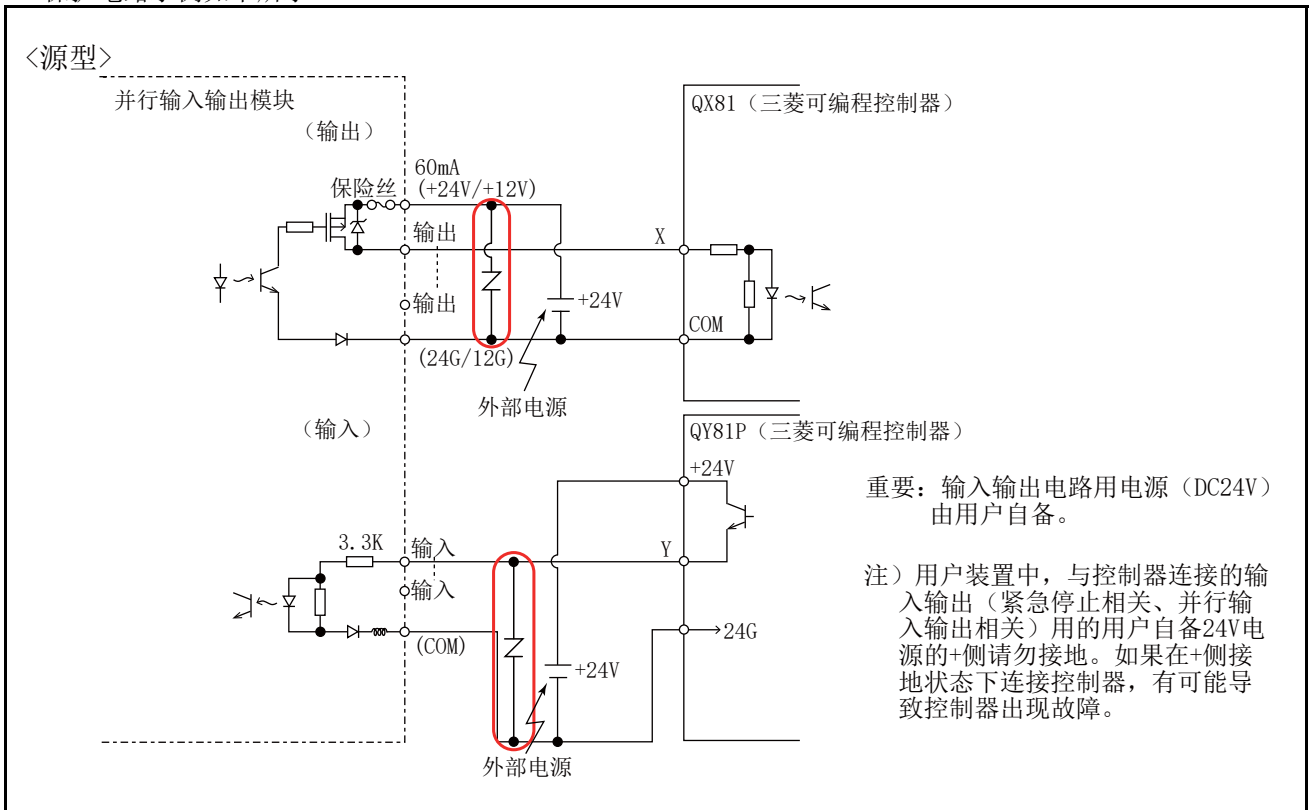 <源型>
并行输入输出模块
（输出）
保险丝
60mA
(+24V/+12V)
输出
输出
(24G/12G)
+24V
外部电源
QX81（三菱可编程控制器）
X
COM
（输入）
3.3K
输入
输入
(COM)
+24V
外部电源
QY81P（三菱可编程控制器）
+24V
Y
24G
重要：输入输出电路用电源（DC24V）
由用户自备。
注）用户装置中，与控制器连接的输
入输出（紧急停止相关、并行输
入输出相关）用的用户自备24V电
源的+侧请勿接地。如果在+侧接
地状态下连接控制器，有可能导
致控制器出现故障。